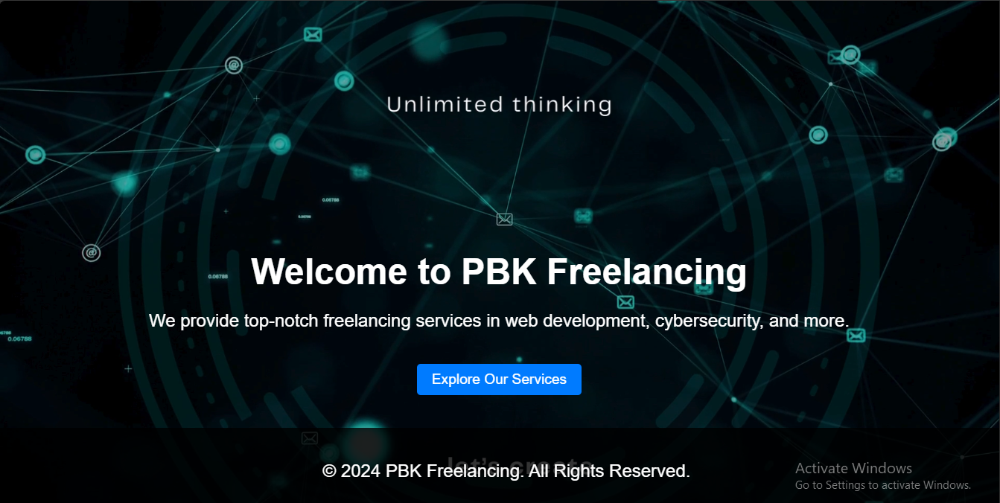 Unlimited thinking
0.06788
0.06788
Welcome to PBK Freelancing
0.06788
We provide top-notch freelancing services in web development, cybersecurity, and more.
0.06788
Explore Our Services
let's create
© 2024 PBK Freelancing. All Rights Reserved.
Activate Windows
Go to Settings to activate Windows.